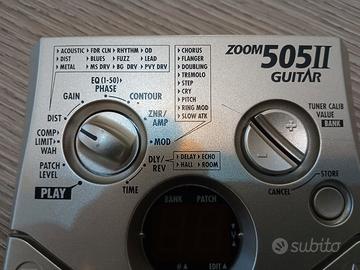 ACOUSTIC FDR CLN RHYTHM OD
DIST BLUES FUZZ LEAD
METAL MS DRV BG DRV PVY DRV
CHORUS
FLANGER
DOUBLING
TREMOLO
STEP
CRY
PITCH
RING MOD
SLOW ATK
ZOOM 505II
GUITAR
EQ (1-50)
PHASE
GAIN
CONTOUR
DIST
ZNR/
AMP
COMP
LIMIT
WAH
MOD
PATCH
LEVEL
DLY/
REV
DELAY ECHO
HALL ROOM
PLAY
TIME
TUNER CALIB
VALUE
BANK
STORE
CANCEL
BANK PATCH
# A EDIT A
subito.it